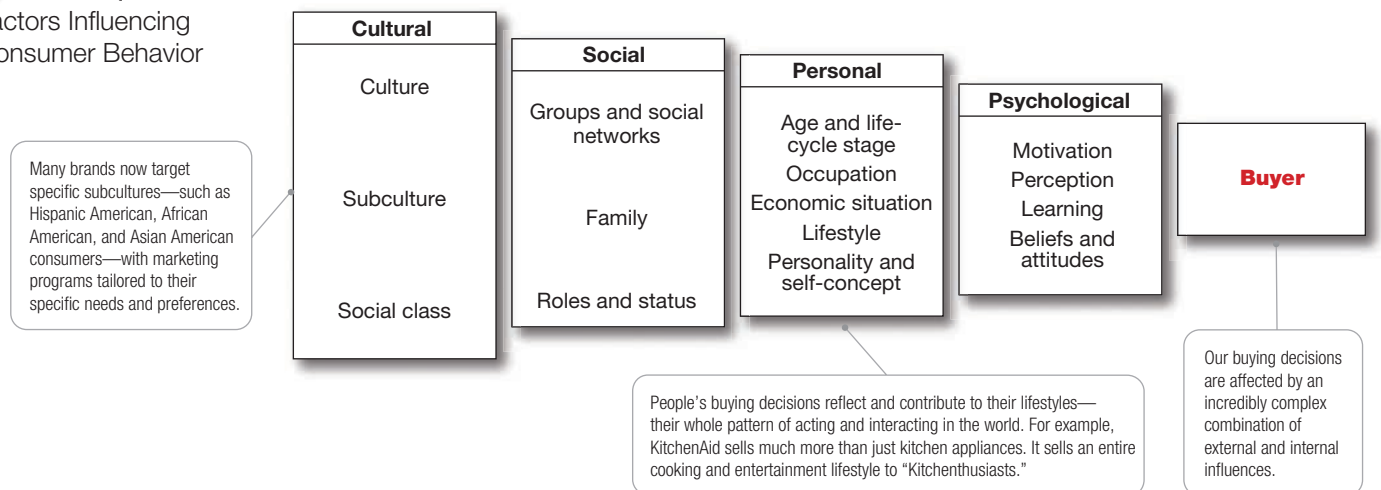 actors Influencing
onsumer Behavior
Many brands now target
specific subcultures—such as
Hispanic American, African
American, and Asian American
consumers—with marketing
programs tailored to their
specific needs and preferences.
Cultural
Culture
Subculture
Social class
Social
Groups and social
networks
Family
Roles and status
Personal
Age and life-
cycle stage
Occupation
Economic situation
Lifestyle
Personality and
self-concept
Psychological
Motivation
Perception
Learning
Beliefs and
attitudes
Buyer
People’s buying decisions reflect and contribute to their lifestyles—
their whole pattern of acting and interacting in the world. For example,
KitchenAid sells much more than just kitchen appliances. It sells an entire
cooking and entertainment lifestyle to “Kitchenthusiasts.”
Our buying decisions
are affected by an
incredibly complex
combination of
external and internal
influences.